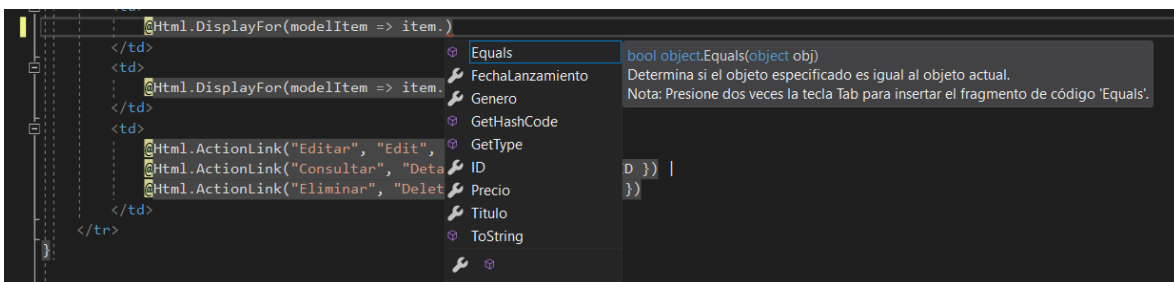 @Html.DisplayFor(modelItem => item.)
</td>
<td>
@Html.DisplayFor(modelItem => item.
</td>
<td>
@Html.ActionLink("Editar", "Edit",
@Html.ActionLink("Consultar", "Deta D }) |
@Html.ActionLink("Eliminar", "Delet })
</td>
</tr>
}
Equals
FechaLanzamiento
Genero
GetHashCode
GetType
ID
Precio
Titulo
ToString
bool object.Equals(object obj)
Determina si el objeto especificado es igual al objeto actual.
Nota: Presione dos veces la tecla Tab para insertar el fragmento de código 'Equals'.